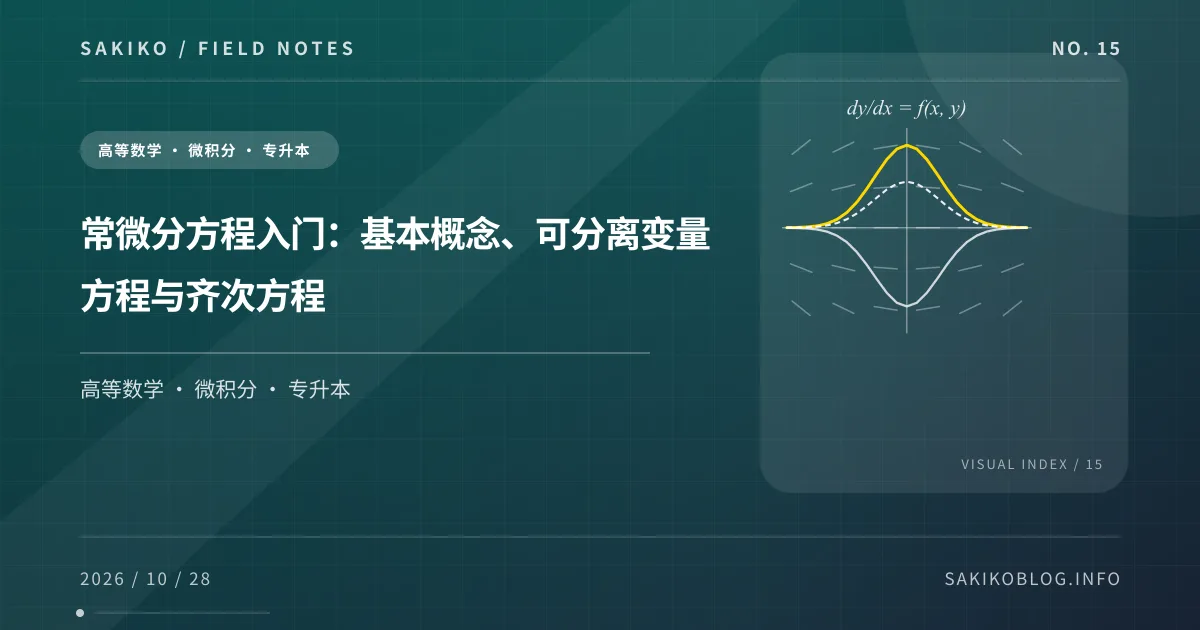 SAKIKO / FIELD NOTES
NO. 15
高等数学 · 微积分 · 专升本
dy/dx = f(x, y)
常微分方程入门：基本概念、可分离变量
方程与齐次方程
高等数学 · 微积分 · 专升本
VISUAL INDEX / 15
2026 / 10 / 28
SAKIKOBLOG.INFO